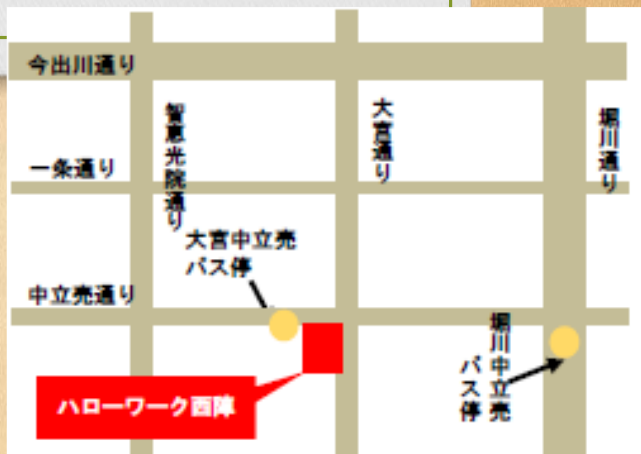 今出川通り
智恵光院通り
大宮通り
堀川通り
一条通り
大宮中立売
バス停
中立売通り
堀川中立売
バス停
ハローワーク西陣